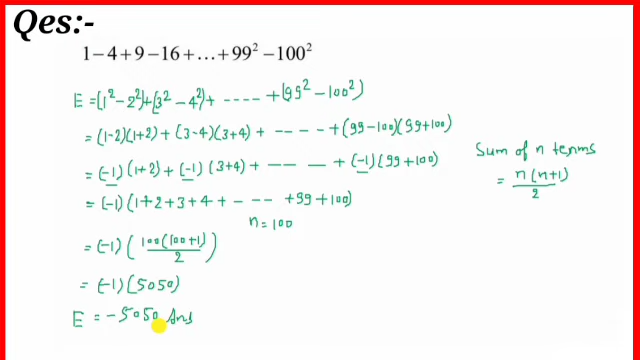 Qes:-
1 − 4 + 9 − 16 + … + 99² − 100²
E = (1² − 2²) + (3² − 4²) + ---- + (99² − 100²)
= (1-2)(1+2) + (3-4)(3+4) + ---- + (99-100)(99+100)
= (-1)(1+2) + (-1)(3+4) + --- + (-1)(99+100)
= (-1)(1+2+3+4+ --- +99+100)
n = 100
= (-1)(100(100+1)/2)
= (-1)(5050)
E = -5050 Ans
Sum of n terms
= n(n+1)/2